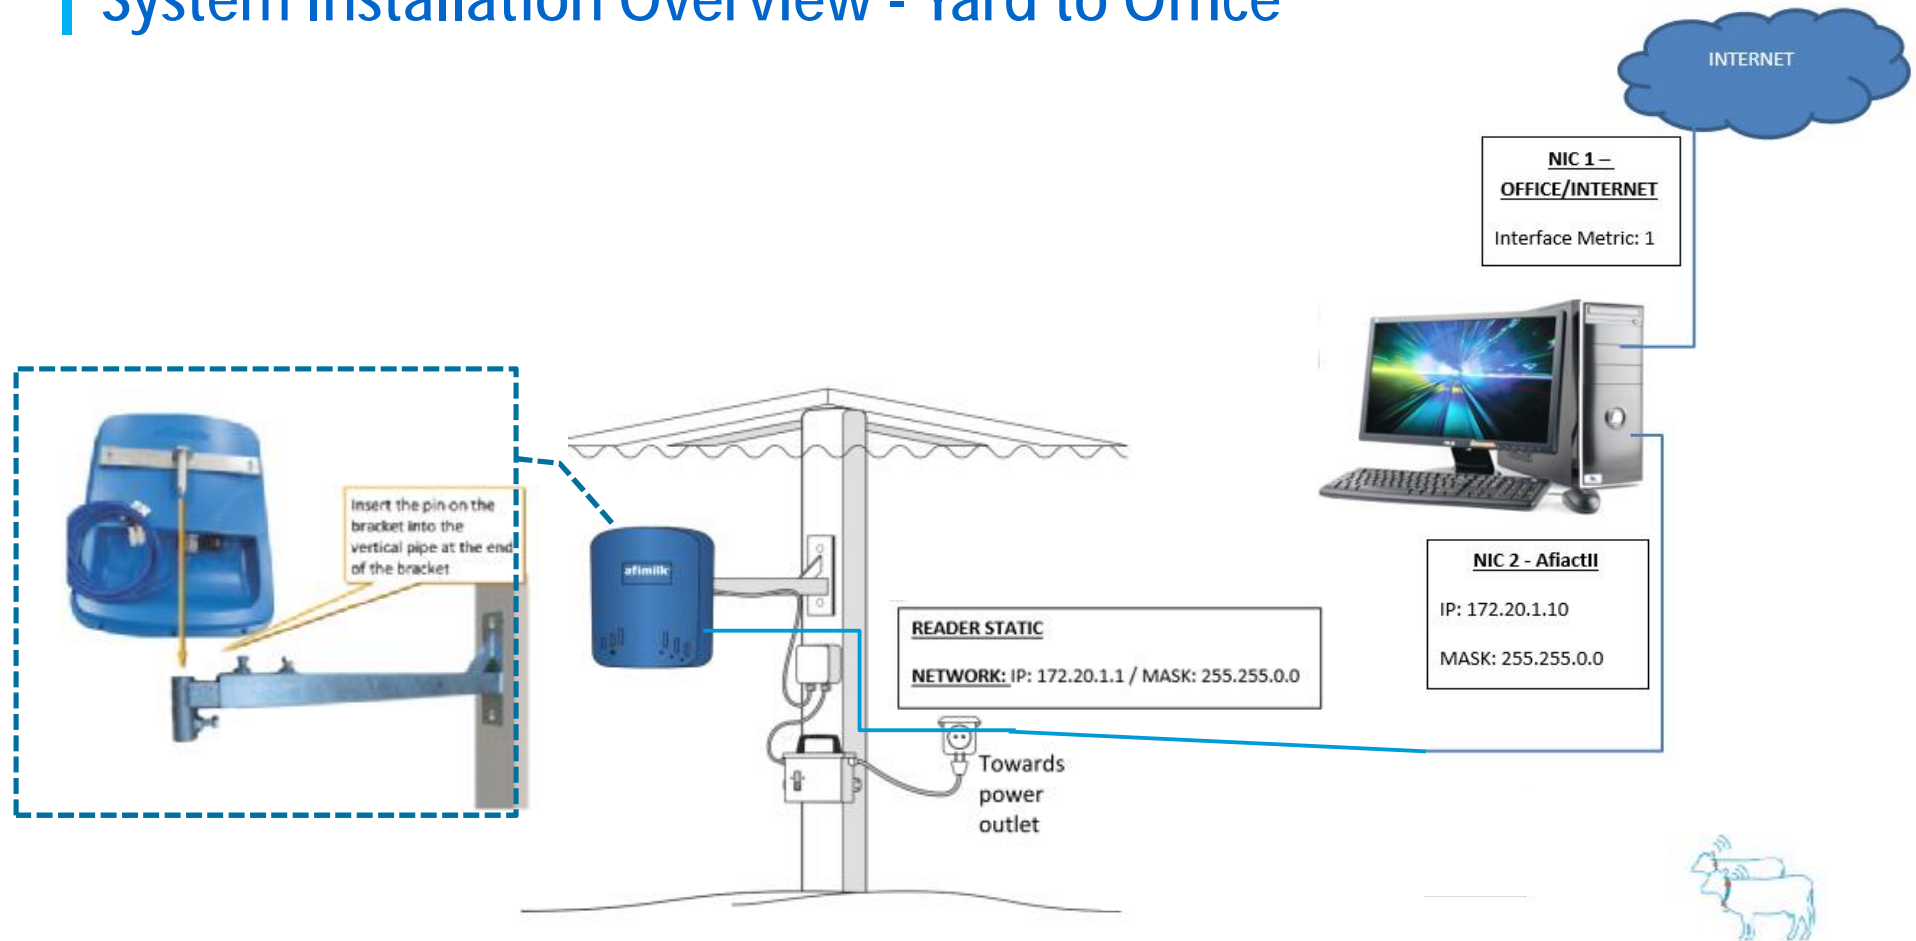 System Installation Overview - Yard to Office
INTERNET
NIC 1 –
OFFICE/INTERNET
Interface Metric: 1
Insert the pin on the
bracket into the
vertical pipe at the end
of the bracket
afimilk
READER STATIC
NETWORK: IP: 172.20.1.1 / MASK: 255.255.0.0
NIC 2 - AfiactII
IP: 172.20.1.10
MASK: 255.255.0.0
Towards
power
outlet